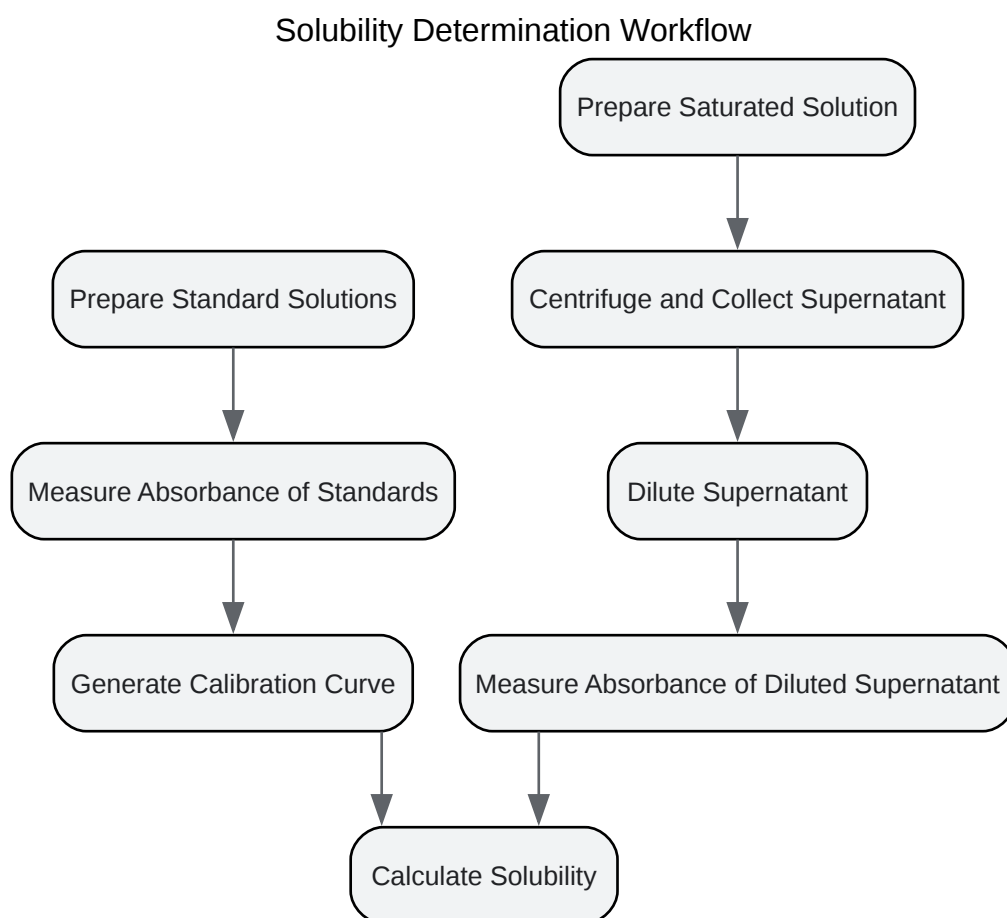 Solubility Determination Workflow
Prepare Saturated Solution
Prepare Standard Solutions
Centrifuge and Collect Supernatant
Measure Absorbance of Standards
Dilute Supernatant
Generate Calibration Curve
Measure Absorbance of Diluted Supernatant
Calculate Solubility